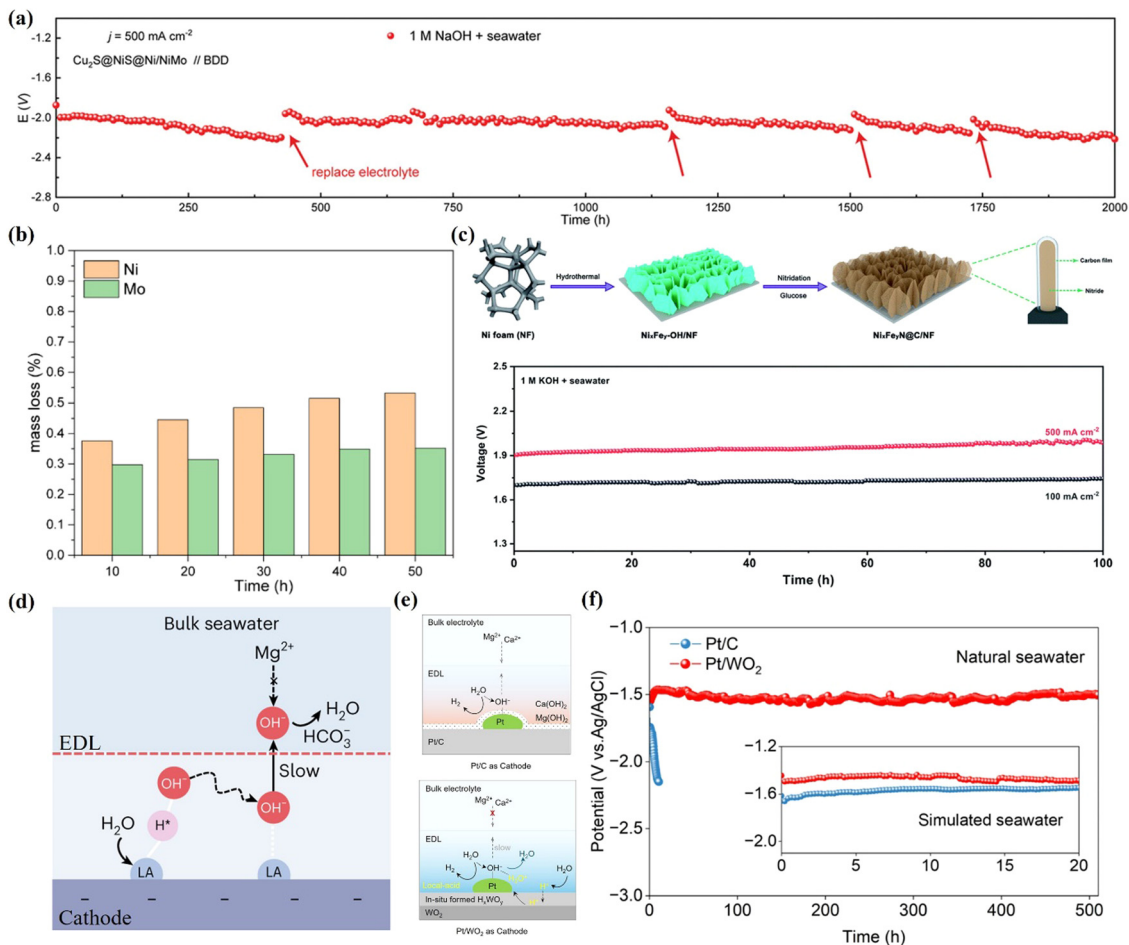 (a)
-1.2
-1.6
-2.0
-2.4
-2.8
E (V)
j = 500 mA cm⁻²
1 M NaOH + seawater
Cu₂S@NiS@Ni/NiMo // BDD
replace electrolyte
0
250
500
750
1000
1250
1500
1750
2000
Time (h)
(b)
1.0
0.9
0.8
0.7
0.6
0.5
0.4
0.3
0.2
0.1
0.0
mass loss (%)
Ni
Mo
10
20
30
40
50
Time (h)
(c)
Hydrothermal
Nitridation
Glucose
Carbon film
Nitride
Ni foam (NF)
NiₓFeᵧ-OH/NF
NiₓFeᵧN@C/NF
2.5
2.1
1.9
1.6
1.3
Voltage (V)
1 M KOH + seawater
500 mA cm⁻²
100 mA cm⁻²
0
20
40
60
80
100
Time (h)
(d)
Bulk seawater
Mg²⁺
x
OH⁻
H₂O
HCO₃⁻
EDL
Slow
OH⁻
OH⁻
H₂O
H*
LA
LA
Cathode
(e)
Bulk electrolyte
Mg²⁺
Ca²⁺
EDL
H₂O
H₂
OH⁻
Ca(OH)₂
Mg(OH)₂
Pt
Pt/C
Pt/C as Cathode
Bulk electrolyte
Mg²⁺
Ca²⁺
X
EDL
slow
H₂O
H₂O
H₂
OH⁻
H₂O
Pt
In-situ formed HₓWOᵧ
WO₂
Pt/WO₂ as Cathode
(f)
−1.0
−1.5
−2.0
−2.5
−3.0
Potential (V vs.Ag/AgCl)
Pt/C
Pt/WO₂
Natural seawater
−1.2
−1.6
−2.0
Simulated seawater
0
5
10
15
20
0
100
200
300
400
500
Time (h)